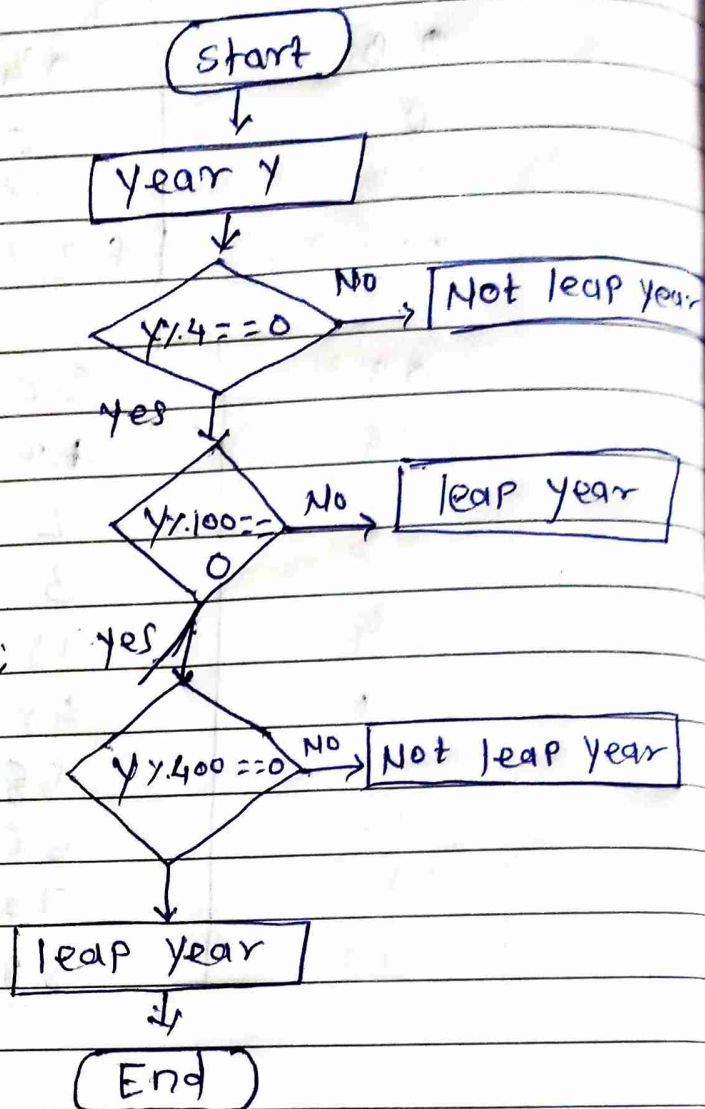 Start
Year Y
No
Not leap year
Y%4==0
yes
No
leap year
Y%100==
0
yes
No
Not leap year
Y%400==0
leap year
End